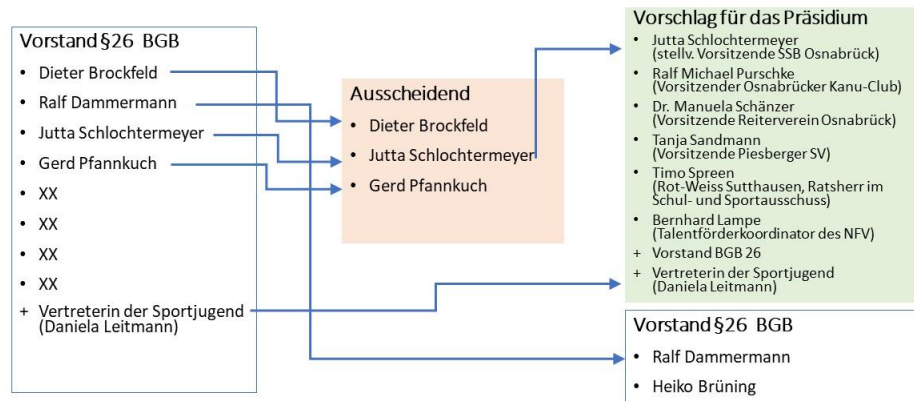 Vorstand §26 BGB
• Dieter Brockfeld
• Ralf Dammermann
• Jutta Schlochtermeyer
• Gerd Pfannkuch
• XX
• XX
• XX
• XX
+ Vertreterin der Sportjugend
(Daniela Leitmann)
Ausscheidend
• Dieter Brockfeld
• Jutta Schlochtermeyer
• Gerd Pfannkuch
Vorschlag für das Präsidium
• Jutta Schlochtermeyer
(stellv. Vorsitzende SSB Osnabrück)
• Ralf Michael Purschke
(Vorsitzender Osnabrücker Kanu-Club)
• Dr. Manuela Schänzer
(Vorsitzende Reiterverein Osnabrück)
• Tanja Sandmann
(Vorsitzende Piesberger SV)
• Timo Spreen
(Rot-Weiss Sutthausen, Ratsherr im
Schul- und Sportausschuss)
• Bernhard Lampe
(Talentförderkoordinator des NFV)
+ Vorstand BGB 26
+ Vertreterin der Sportjugend
(Daniela Leitmann)
Vorstand §26 BGB
• Ralf Dammermann
• Heiko Brüning